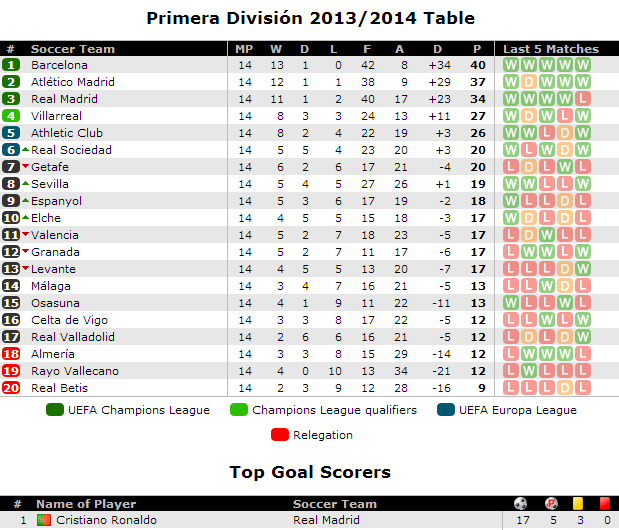 Primera División 2013/2014 Table
# Soccer Team MP W D L F A D P Last 5 Matches
1 Barcelona 14 13 1 0 42 8 +34 40 W W W W W
2 Atlético Madrid 14 12 1 1 38 9 +29 37 W D W W W
3 Real Madrid 14 11 1 2 40 17 +23 34 W W W W L
4 Villarreal 14 8 3 3 24 13 +11 27 W D W L W
5 Athletic Club 14 8 2 4 22 19 +3 26 W W L D W
6 Real Sociedad 14 5 5 4 23 20 +3 20 W L W D W
7 Getafe 14 6 2 6 17 21 -4 20 L D L W L
8 Sevilla 14 5 4 5 27 26 +1 19 W W L L W
9 Espanyol 14 5 3 6 17 19 -2 18 W L L D L
10 Elche 14 4 5 5 15 18 -3 17 W D L D W
11 Valencia 14 5 2 7 18 23 -5 17 L D W L L
12 Granada 14 5 2 7 11 17 -6 17 L W W L W
13 Levante 14 4 5 5 13 20 -7 17 L L D D L
14 Málaga 14 3 4 7 16 21 -5 13 L L W D L
15 Osasuna 14 4 1 9 11 22 -11 13 W L L W L
16 Celta de Vigo 14 3 3 8 17 22 -5 12 W L L L W
17 Real Valladolid 14 2 6 6 16 21 -5 12 L D L D W
18 Almería 14 3 3 8 15 29 -14 12 L W W W L
19 Rayo Vallecano 14 4 0 10 13 34 -21 12 L W L L L
20 Real Betis 14 2 3 9 12 28 -16 9 L L L D L
UEFA Champions League Champions League qualifiers UEFA Europa League
Relegation
Top Goal Scorers
# Name of Player Soccer Team P
1 Cristiano Ronaldo Real Madrid 17 5 3 0